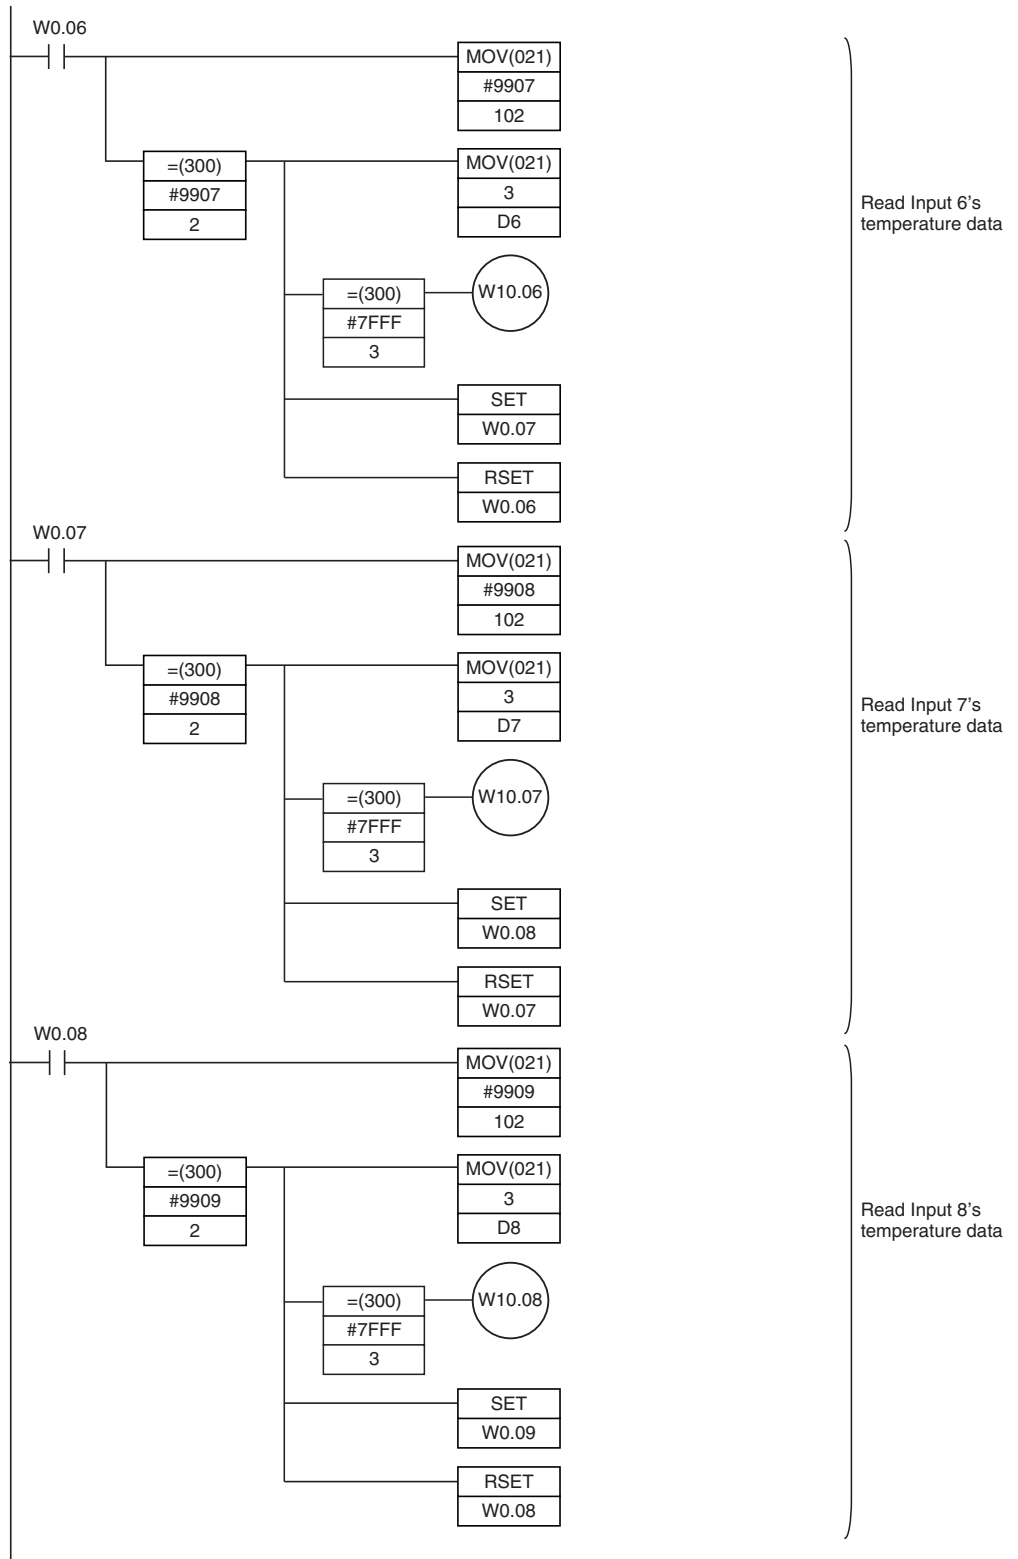 W0.06
MOV(021)
#9907
102
=(300)
#9907
2
MOV(021)
3
D6
Read Input 6's
temperature data
=(300)
#7FFF
3
W10.06
SET
W0.07
RSET
W0.06
W0.07
MOV(021)
#9908
102
=(300)
#9908
2
MOV(021)
3
D7
Read Input 7's
temperature data
=(300)
#7FFF
3
W10.07
SET
W0.08
RSET
W0.07
W0.08
MOV(021)
#9909
102
=(300)
#9909
2
MOV(021)
3
D8
Read Input 8's
temperature data
=(300)
#7FFF
3
W10.08
SET
W0.09
RSET
W0.08